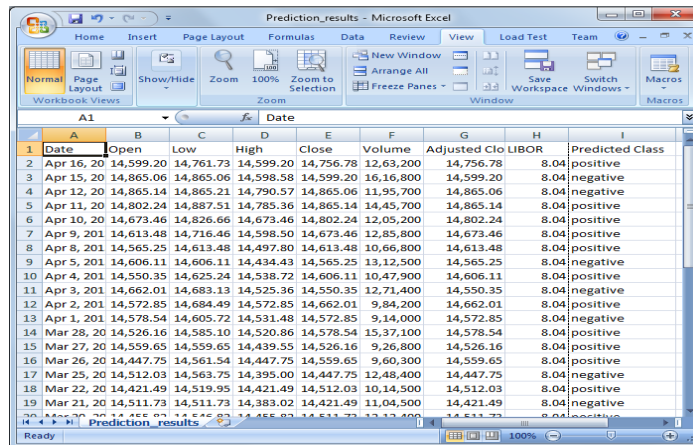 Prediction_results - Microsoft Excel
Home Insert Page Layout Formulas Data Review View Load Test Team
Normal Page Layout Show/Hide Zoom 100% Zoom to Selection New Window Arrange All Freeze Panes Save Workspace Switch Windows Macros
Workbook Views Zoom Window Macros
A1 fx Date
A B C D E F G H I
1 Date Open Low High Close Volume Adjusted Clo LIBOR Predicted Class
2 Apr 16, 20 14,599.20 14,761.73 14,599.20 14,756.78 12,63,200 14,756.78 8.04 positive
3 Apr 15, 20 14,865.06 14,865.06 14,598.58 14,599.20 16,16,800 14,599.20 8.04 negative
4 Apr 12, 20 14,865.14 14,865.21 14,790.57 14,865.06 11,95,700 14,865.06 8.04 negative
5 Apr 11, 20 14,802.24 14,887.51 14,785.36 14,865.14 14,45,700 14,865.14 8.04 positive
6 Apr 10, 20 14,673.46 14,826.66 14,673.46 14,802.24 12,05,200 14,802.24 8.04 positive
7 Apr 9, 201 14,613.48 14,716.46 14,598.50 14,673.46 12,85,800 14,673.46 8.04 positive
8 Apr 8, 201 14,565.25 14,613.48 14,497.80 14,613.48 10,66,800 14,613.48 8.04 positive
9 Apr 5, 201 14,606.11 14,606.11 14,434.43 14,565.25 13,12,500 14,565.25 8.04 negative
10 Apr 4, 201 14,550.35 14,625.24 14,538.72 14,606.11 10,47,900 14,606.11 8.04 positive
11 Apr 3, 201 14,662.01 14,683.13 14,525.36 14,550.35 12,71,400 14,550.35 8.04 negative
12 Apr 2, 201 14,572.85 14,684.49 14,572.85 14,662.01 9,84,200 14,662.01 8.04 positive
13 Apr 1, 201 14,578.54 14,605.72 14,531.48 14,572.85 9,14,000 14,572.85 8.04 negative
14 Mar 28, 20 14,526.16 14,585.10 14,520.86 14,578.54 15,37,100 14,578.54 8.04 positive
15 Mar 27, 20 14,559.65 14,559.65 14,439.55 14,526.16 9,26,800 14,526.16 8.04 positive
16 Mar 26, 20 14,447.75 14,561.54 14,447.75 14,559.65 9,60,300 14,559.65 8.04 positive
17 Mar 25, 20 14,512.03 14,563.75 14,395.00 14,447.75 12,48,400 14,447.75 8.04 negative
18 Mar 22, 20 14,421.49 14,519.95 14,421.49 14,512.03 10,14,500 14,512.03 8.04 positive
19 Mar 21, 20 14,511.73 14,511.73 14,383.02 14,421.49 11,04,500 14,421.49 8.04 negative
Prediction_results
Ready 100%